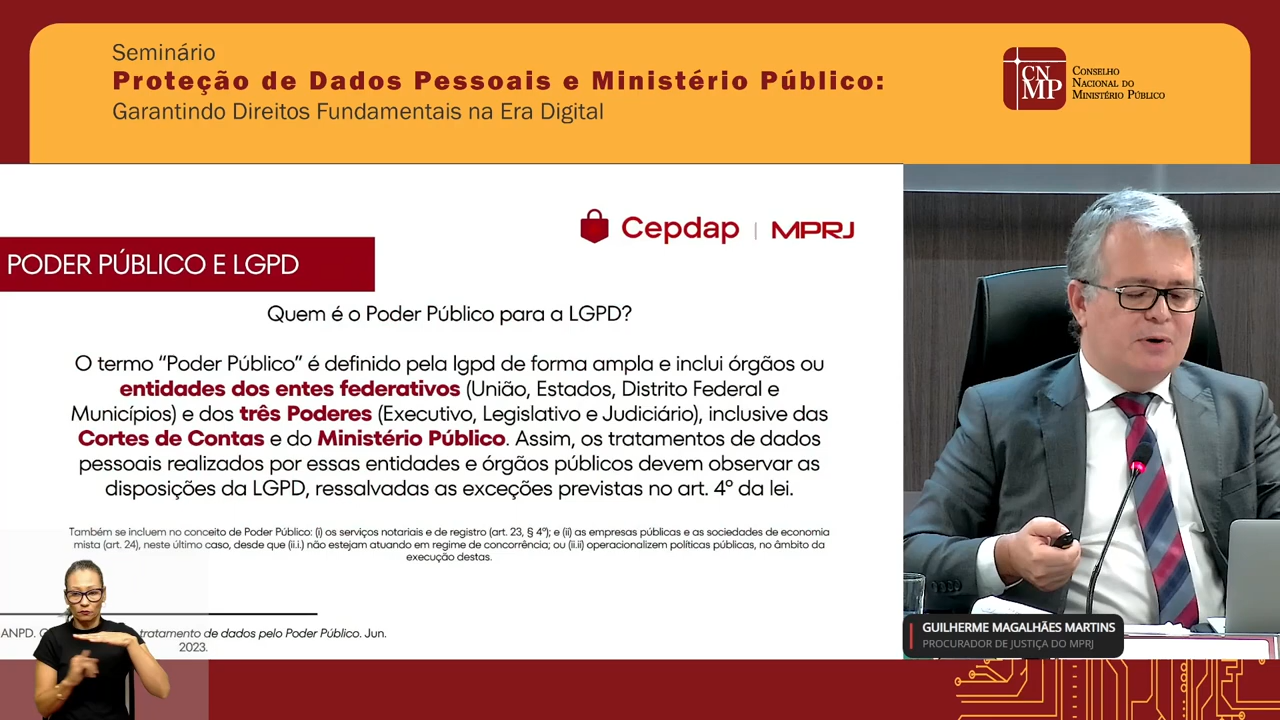 Seminário
Proteção de Dados Pessoais e Ministério Público:
Garantindo Direitos Fundamentais na Era Digital
CN
MP
CONSELHO
NACIONAL DO
MINISTÉRIO PÚBLICO
Cepdap | MPRJ
PODER PÚBLICO E LGPD
Quem é o Poder Público para a LGPD?
O termo “Poder Público” é definido pela lgpd de forma ampla e inclui órgãos ou
entidades dos entes federativos (União, Estados, Distrito Federal e
Municípios) e dos três Poderes (Executivo, Legislativo e Judiciário), inclusive das
Cortes de Contas e do Ministério Público. Assim, os tratamentos de dados
pessoais realizados por essas entidades e órgãos públicos devem observar as
disposições da LGPD, ressalvadas as exceções previstas no art. 4º da lei.
Também se incluem no conceito de Poder Público: (i) os serviços notariais e de registro (art. 23, § 4º); e (ii) as empresas públicas e as sociedades de economia
mista (art. 24), neste último caso, desde que (ii.i.) não estejam atuando em regime de concorrência; ou (ii.ii) operacionalizem políticas públicas, no âmbito da
execução destas.
ANPD. tratamento de dados pelo Poder Público. Jun.
2023.
GUILHERME MAGALHÃES MARTINS
PROCURADOR DE JUSTIÇA DO MPRJ